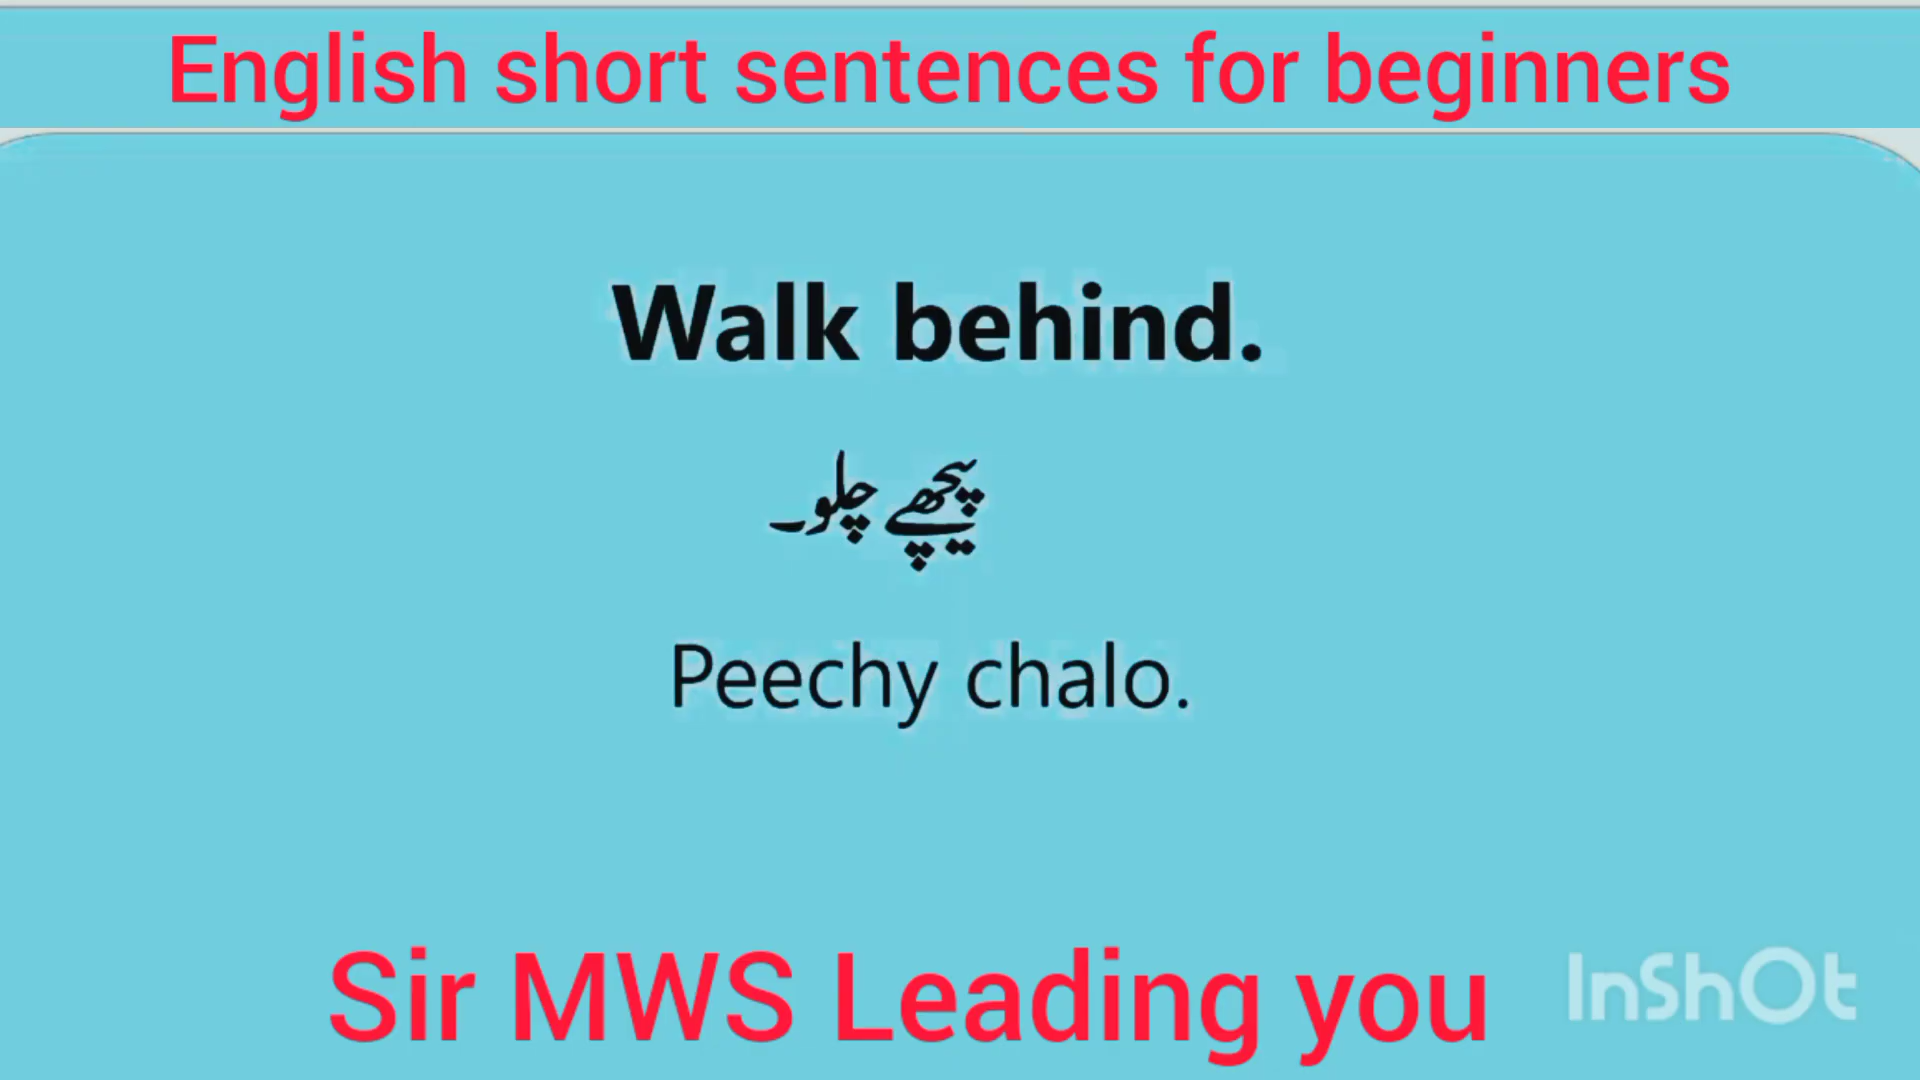 English short sentences for beginners
Walk behind.
پیچھے چلو۔
Peechy chalo.
Sir MWS Leading you
InShOt